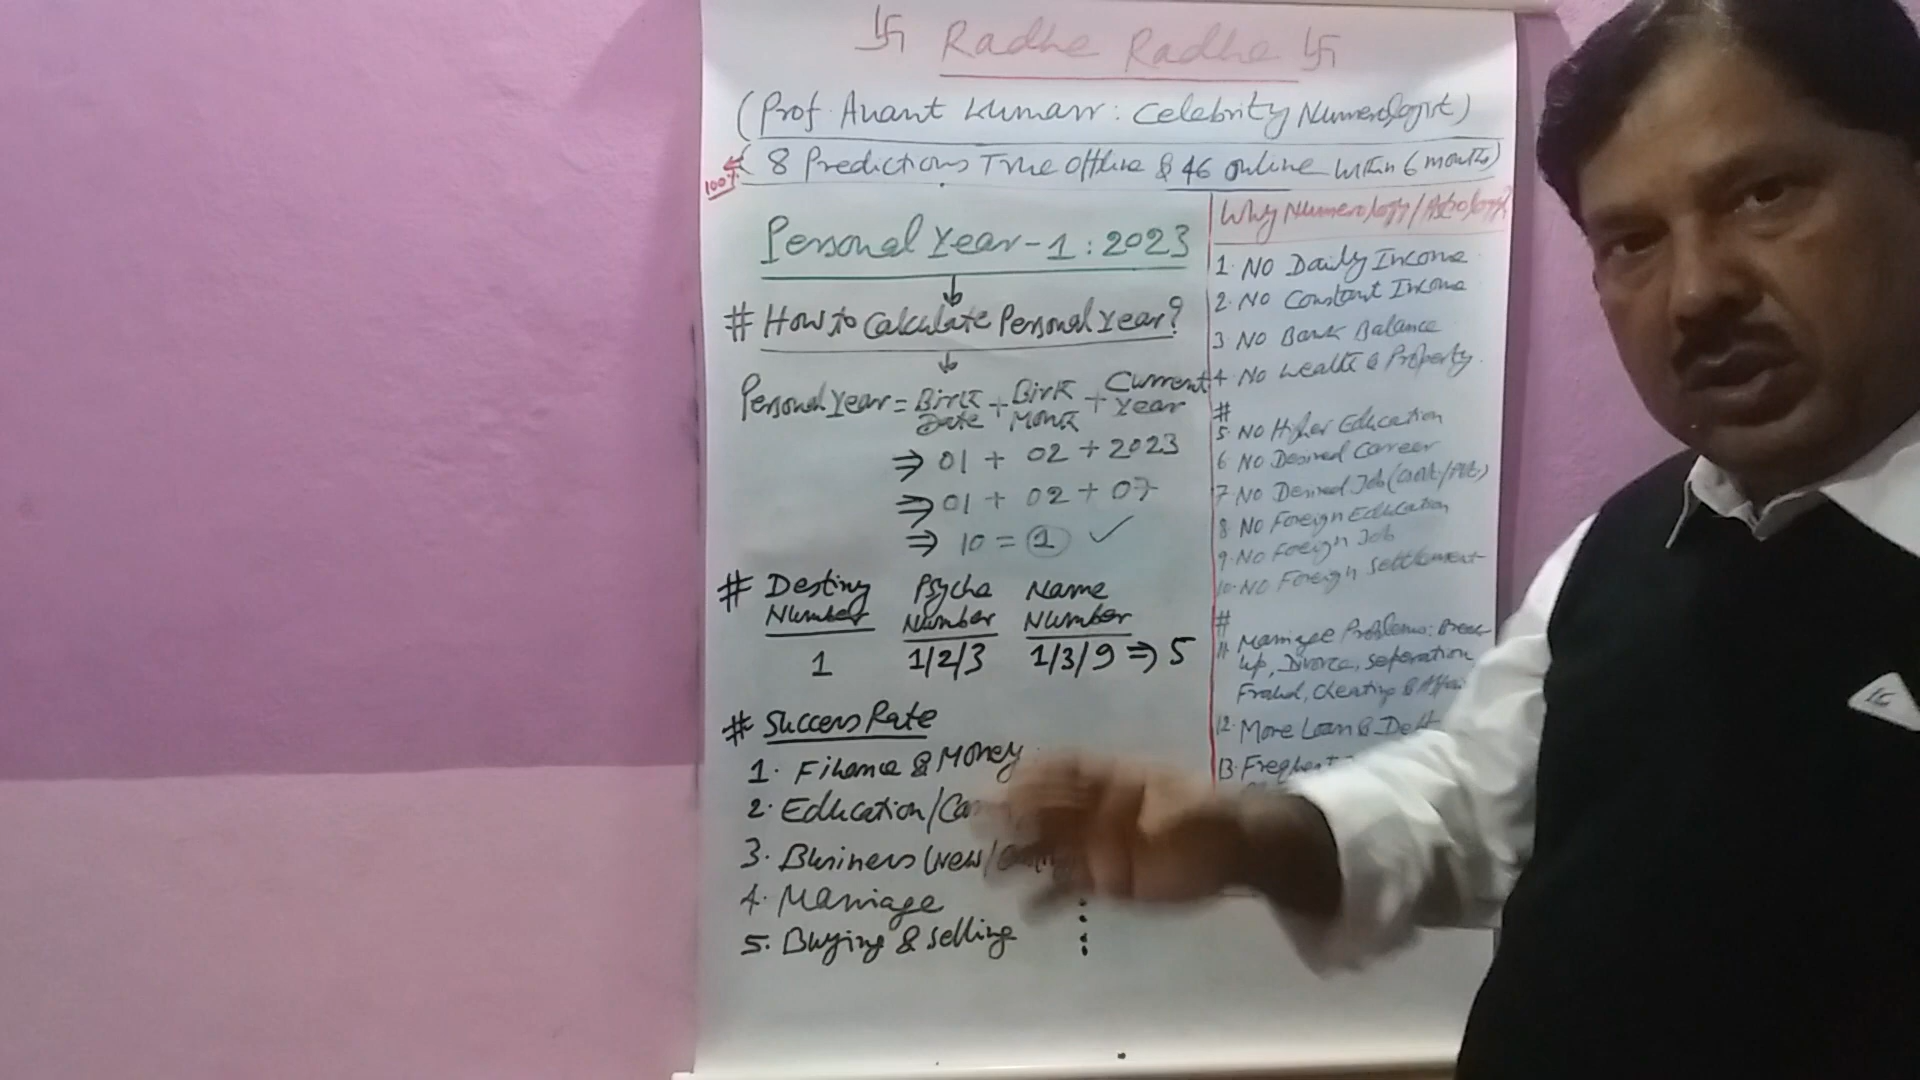 卐 Radhe Radhe 卐
(Prof. Anant Kumarr: Celebrity Numerologist)
100% ← ( 8 Predictions True Offline & 46 online within 6 months)
Personal Year-1: 2023
# How to Calculate Personal Year?
Personal Year = Birth Date + Birth Month + Current Year
⇒ 01 + 02 + 2023
⇒ 01 + 02 + 07
⇒ 10 = 1 ✓
# Destiny Number Psyche Number Name Number
1 1/2/3 1/3/9 ⇒ 5
# Success Rate
1. Finance & Money
2. Education/
3. Business (New/
4. Marriage
5. Buying & Selling
Why Numerology/Astrology?
1. No Daily Income
2. No Constant Income
3 No Bank Balance
4. No Wealth & Property.
#
5. No Higher Education
6 No Desired Career
7 No Desired Job (Govt/Pvt.)
8. No Foreign Education
9. No Foreign Job
10. No Foreign Settlement
#
11 Marriage Problems: Break
up, Divorce, Seperation,
Fraud, Cheating &
12. More Loan & Debt
13. Frequent